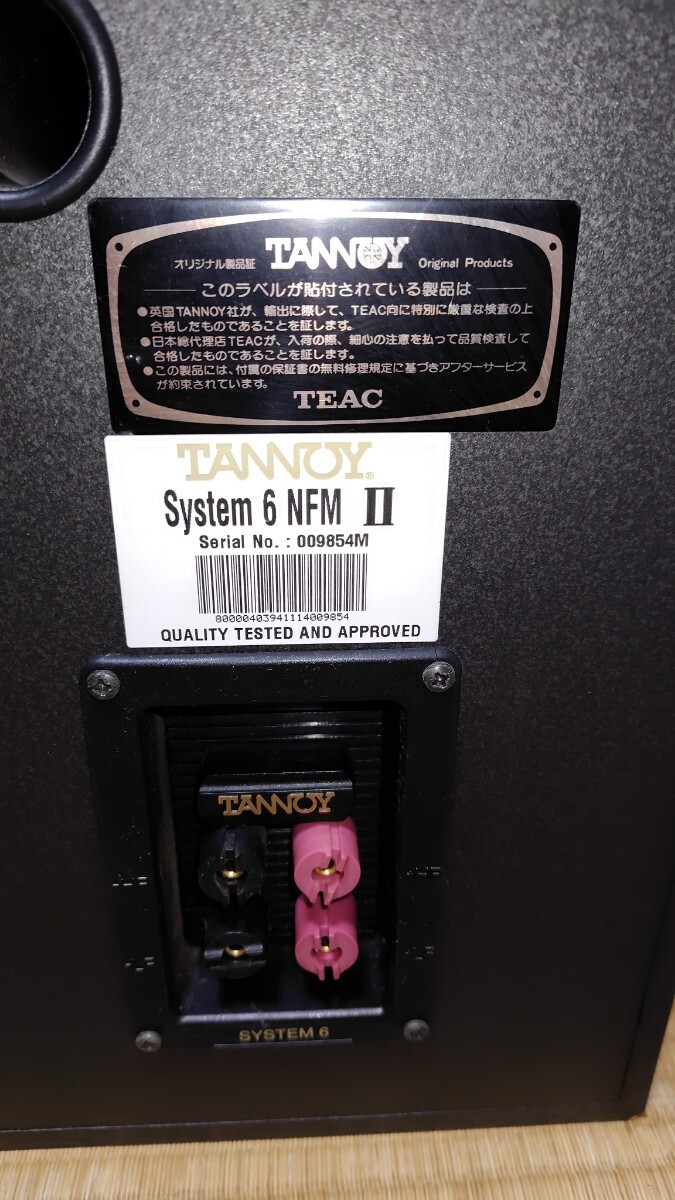 オリジナル製品証 TANNOY Original Products
このラベルが貼付されている製品は
●英国TANNOY社が、輸出に際して、TEAC向に特別に厳重な検査の上
合格したものであることを証します。
●日本総代理店TEACが、入荷の際、細心の注意を払って品質検査して
合格したものであることを証します。
●この製品には、付属の保証書の無料修理規定に基づきアフターサービス
が約束されています。
TEAC
TANNOY®
System 6 NFM II
Serial No. : 009854M
80000403941114009854
QUALITY TESTED AND APPROVED
TANNOY
SYSTEM 6